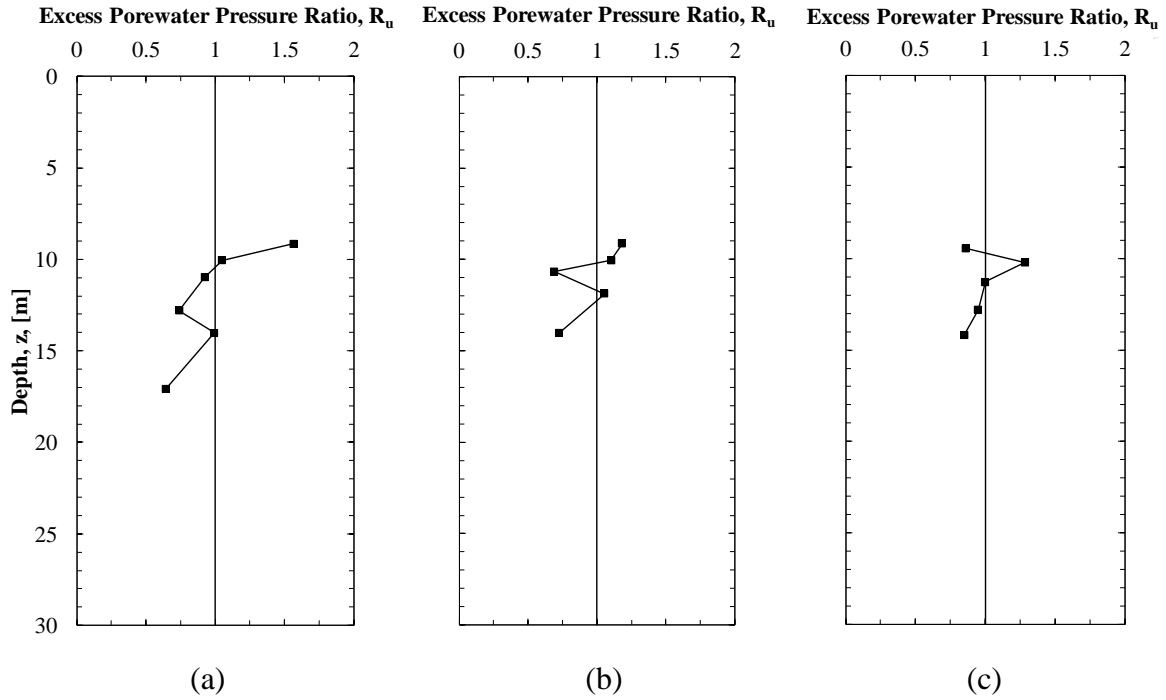 Excess Porewater Pressure Ratio, Ru
0 0.5 1 1.5 2
0
5
10
15
20
25
30
Depth, z, [m]
(a)
Excess Porewater Pressure Ratio, Ru
0 0.5 1 1.5 2
(b)
Excess Porewater Pressure Ratio, Ru
0 0.5 1 1.5 2
(c)